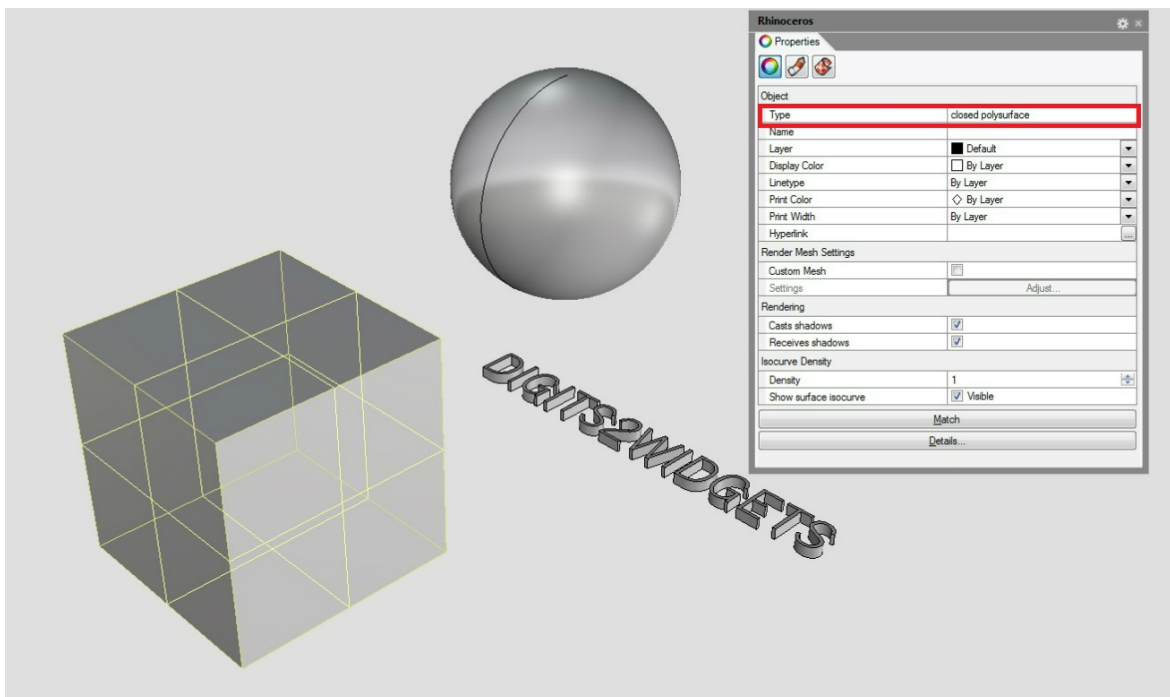 Rhinoceros
Properties
Object
Type closed polysurface
Name
Layer Default
Display Color By Layer
Linetype By Layer
Print Color By Layer
Print Width By Layer
Hyperlink ...
Render Mesh Settings
Custom Mesh
Settings Adjust...
Rendering
Casts shadows
Receives shadows
Isocurve Density
Density 1
Show surface isocurve Visible
Match
Details...
DIGITS2WIDGETS